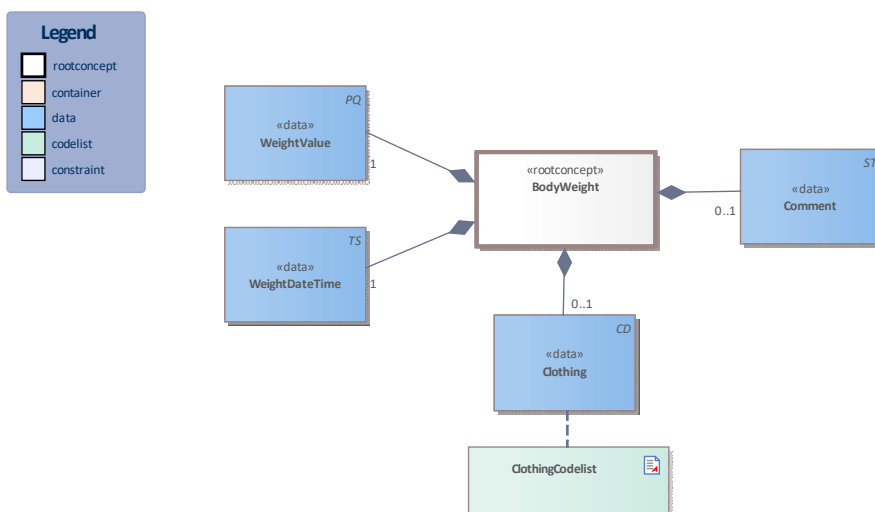 Legend
rootconcept
container
data
codelist
constraint
PQ
«data»
WeightValue
1
TS
«data»
WeightDateTime
1
«rootconcept»
BodyWeight
ST
«data»
Comment
0..1
0..1
CD
«data»
Clothing
ClothingCodelist